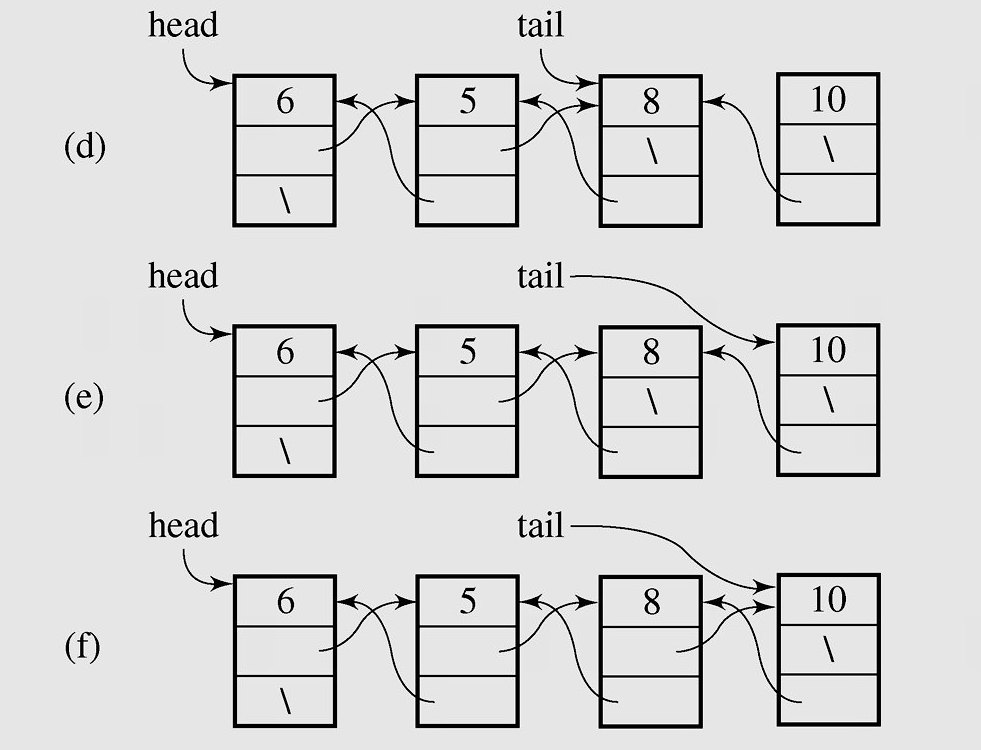 head tail
(d) 6 5 8 10
\ \
\
head tail
(e) 6 5 8 10
\ \
\
head tail
(f) 6 5 8 10
\
\